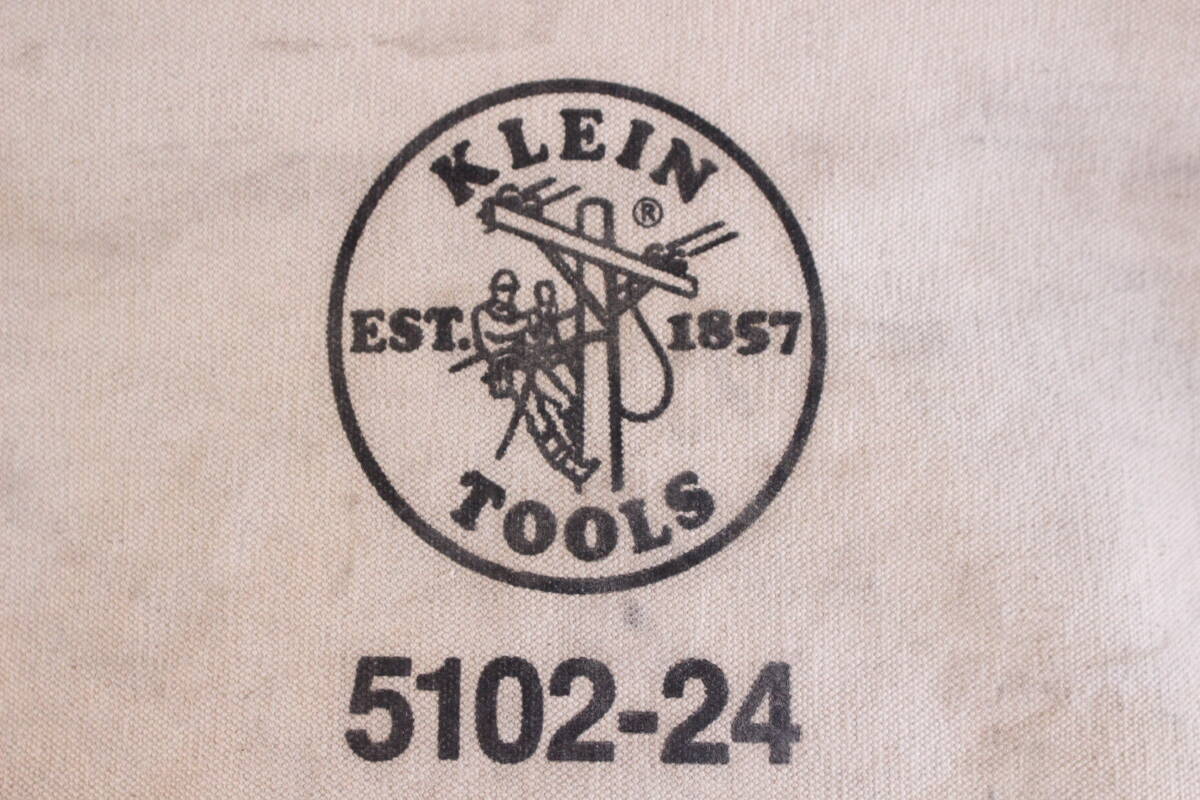 KLEIN
®
EST. 1857
TOOLS
5102-24